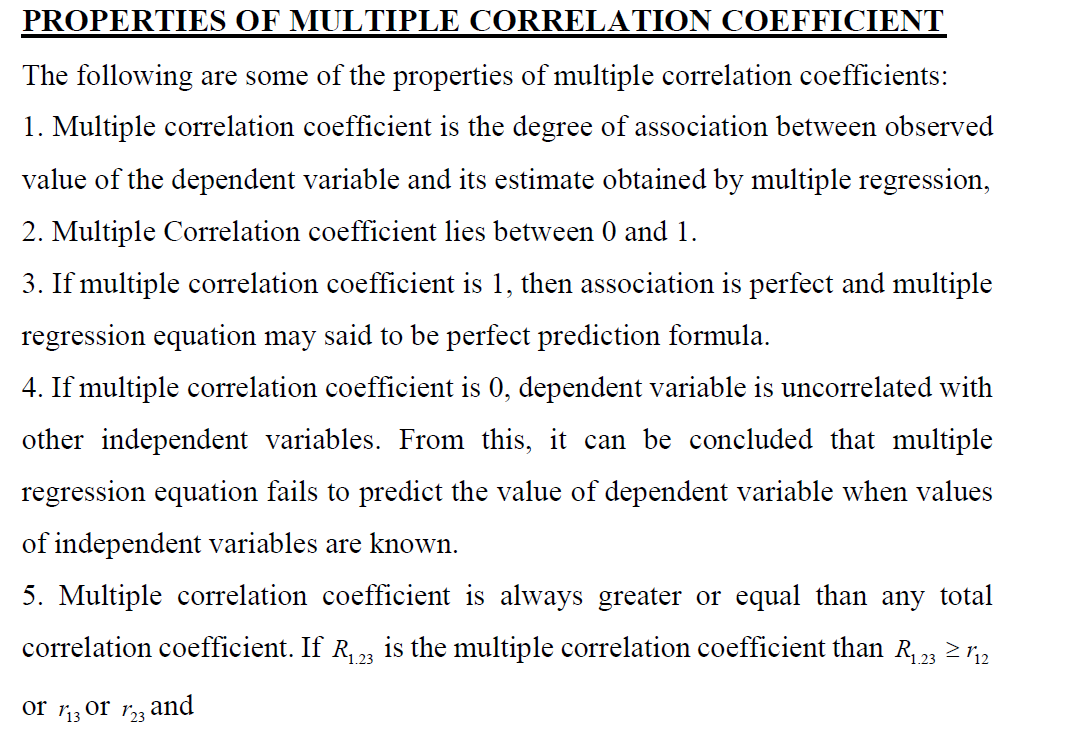 PROPERTIES OF MULTIPLE CORRELATION COEFFICIENT
The following are some of the properties of multiple correlation coefficients:
1. Multiple correlation coefficient is the degree of association between observed
value of the dependent variable and its estimate obtained by multiple regression,
2. Multiple Correlation coefficient lies between 0 and 1.
3. If multiple correlation coefficient is 1, then association is perfect and multiple
regression equation may said to be perfect prediction formula.
4. If multiple correlation coefficient is 0, dependent variable is uncorrelated with
other independent variables. From this, it can be concluded that multiple
regression equation fails to predict the value of dependent variable when values
of independent variables are known.
5. Multiple correlation coefficient is always greater or equal than any total
correlation coefficient. If R₁.₂₃ is the multiple correlation coefficient than R₁.₂₃ ≥ r₁₂
or r₁₃ or r₂₃ and